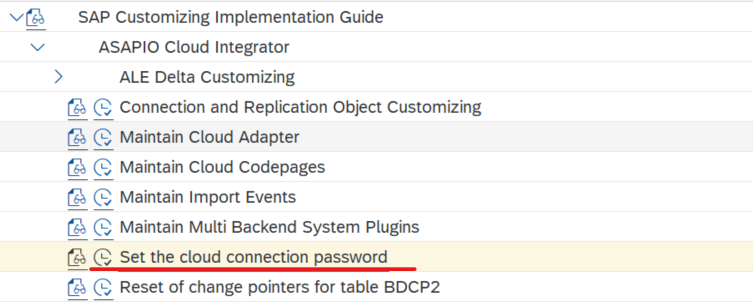 SAP Customizing Implementation Guide
ASAPIO Cloud Integrator
ALE Delta Customizing
Connection and Replication Object Customizing
Maintain Cloud Adapter
Maintain Cloud Codepages
Maintain Import Events
Maintain Multi Backend System Plugins
Set the cloud connection password
Reset of change pointers for table BDCP2